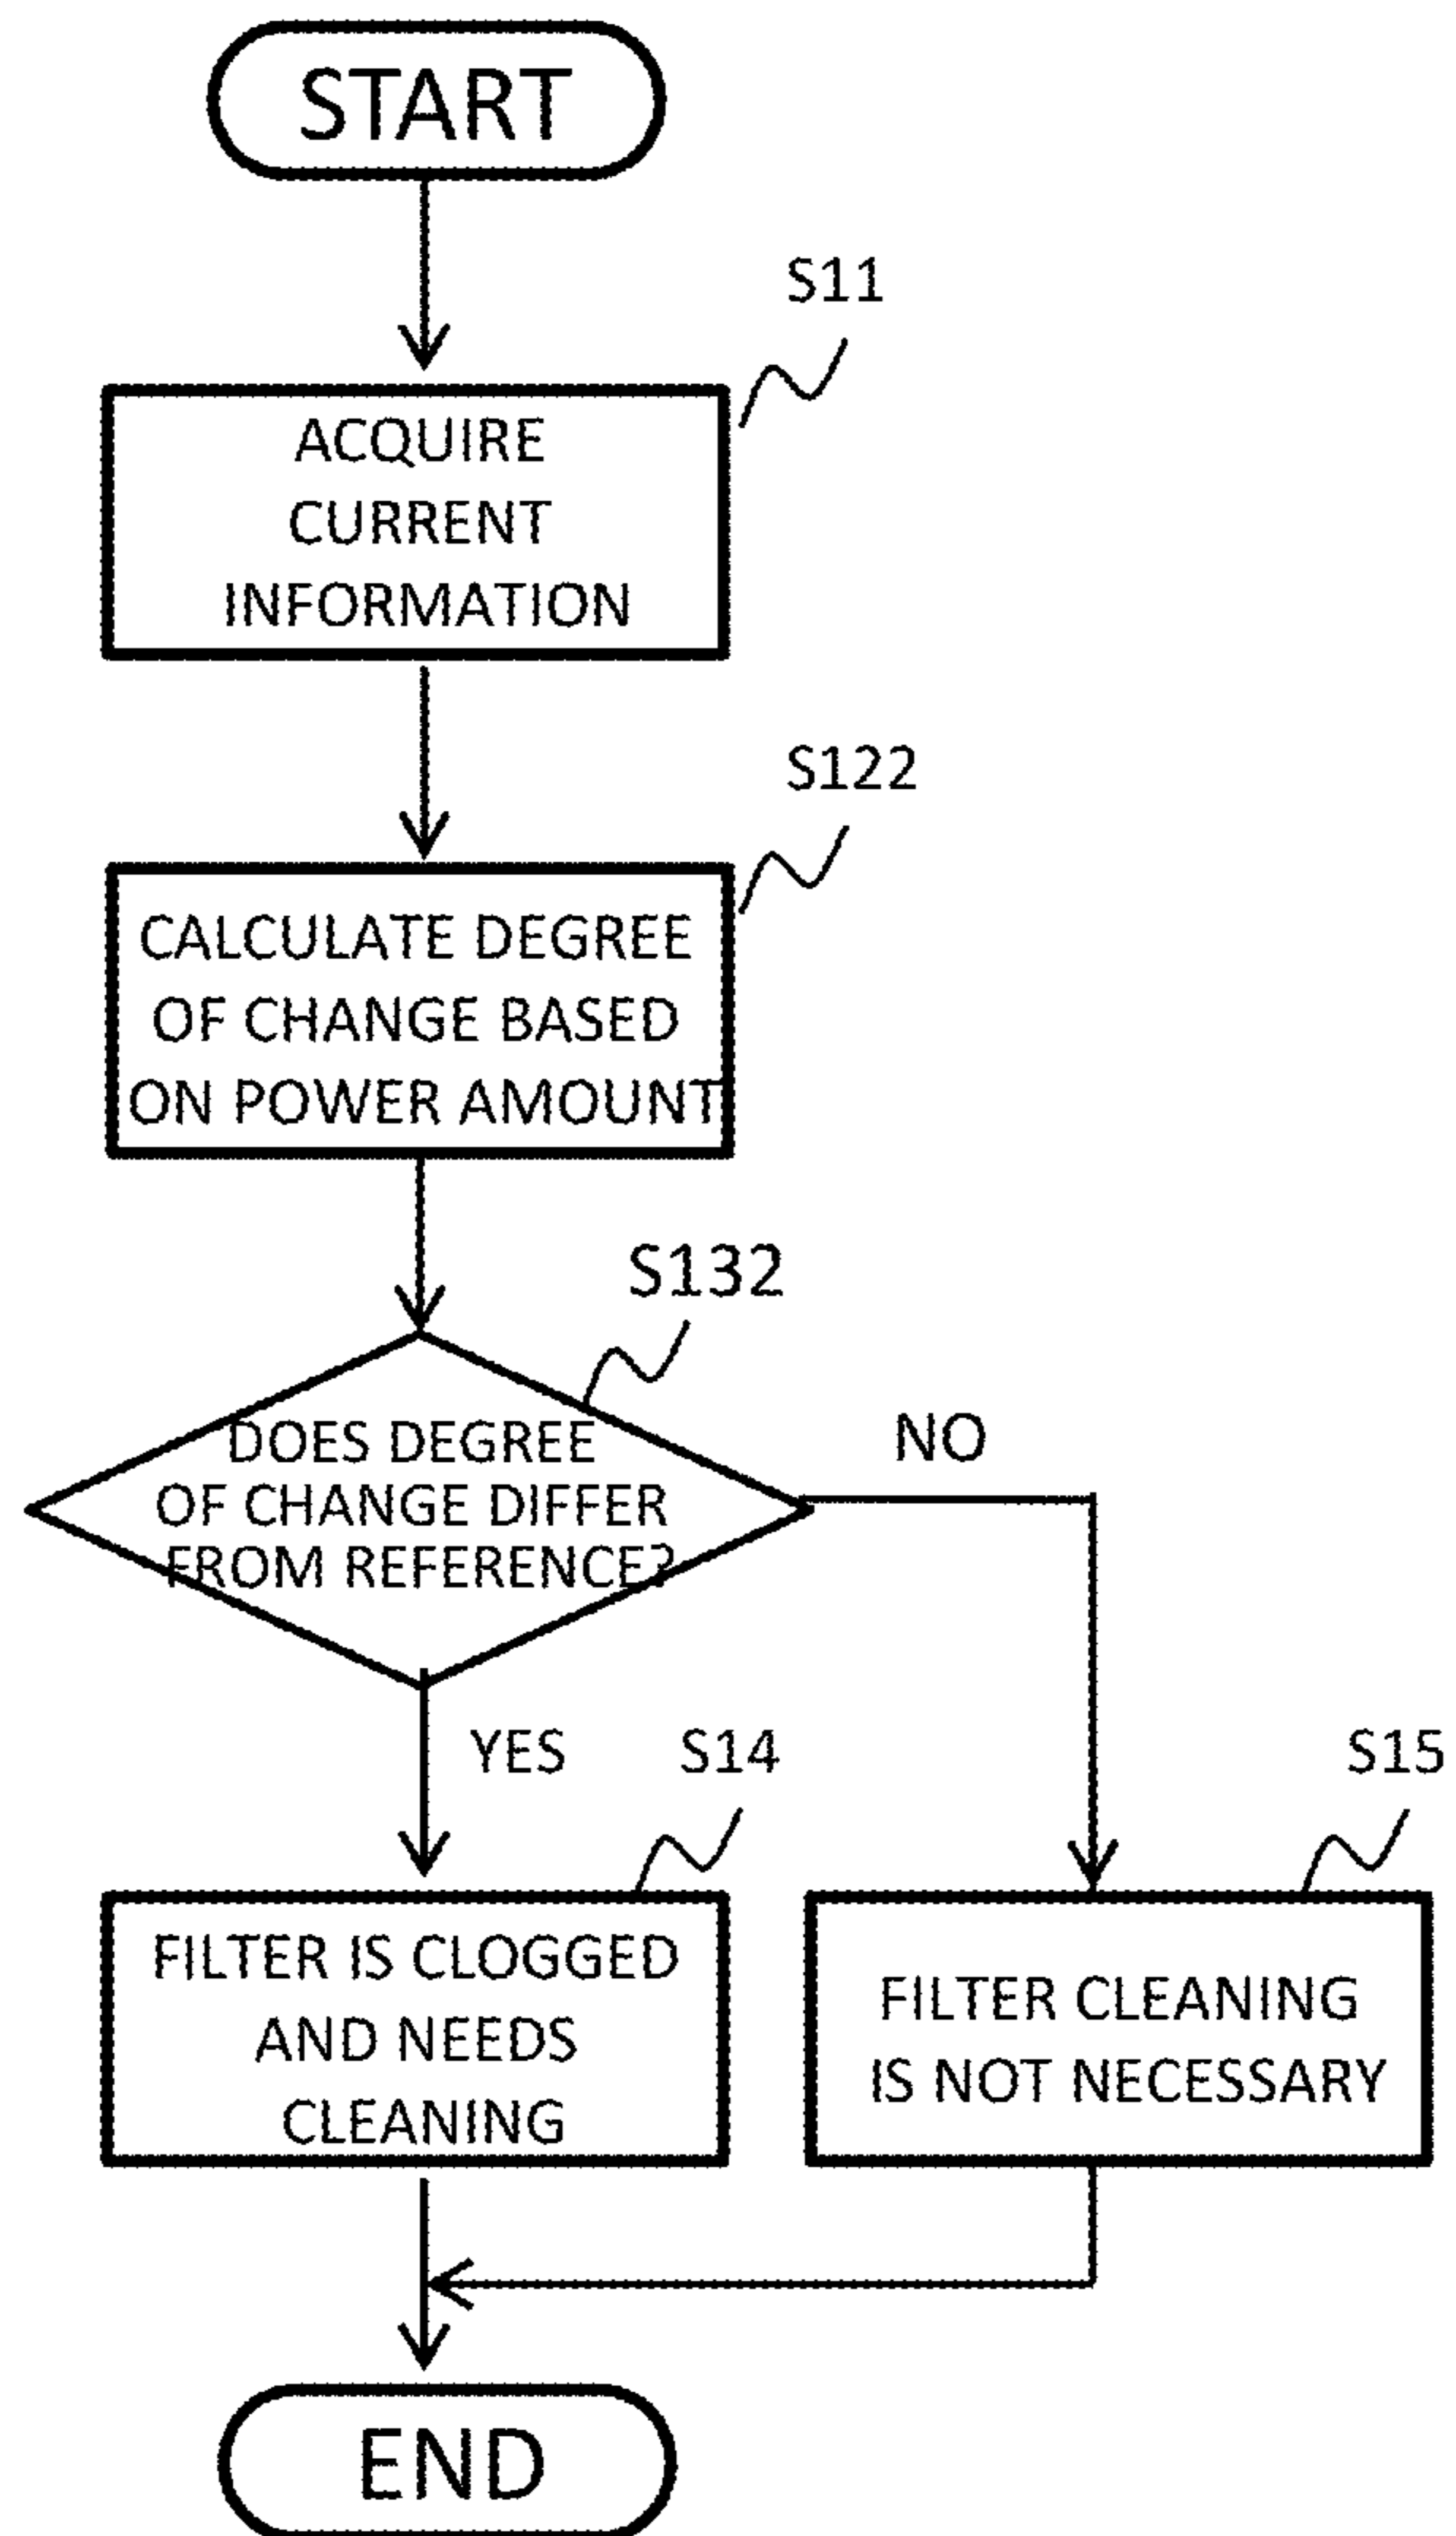 START
S11
ACQUIRE
CURRENT
INFORMATION
S122
CALCULATE DEGREE
OF CHANGE BASED
ON POWER AMOUNT
S132
DOES DEGREE
OF CHANGE DIFFER
FROM REFERENCE?
NO
YES
S14
S15
FILTER IS CLOGGED
AND NEEDS
CLEANING
FILTER CLEANING
IS NOT NECESSARY
END